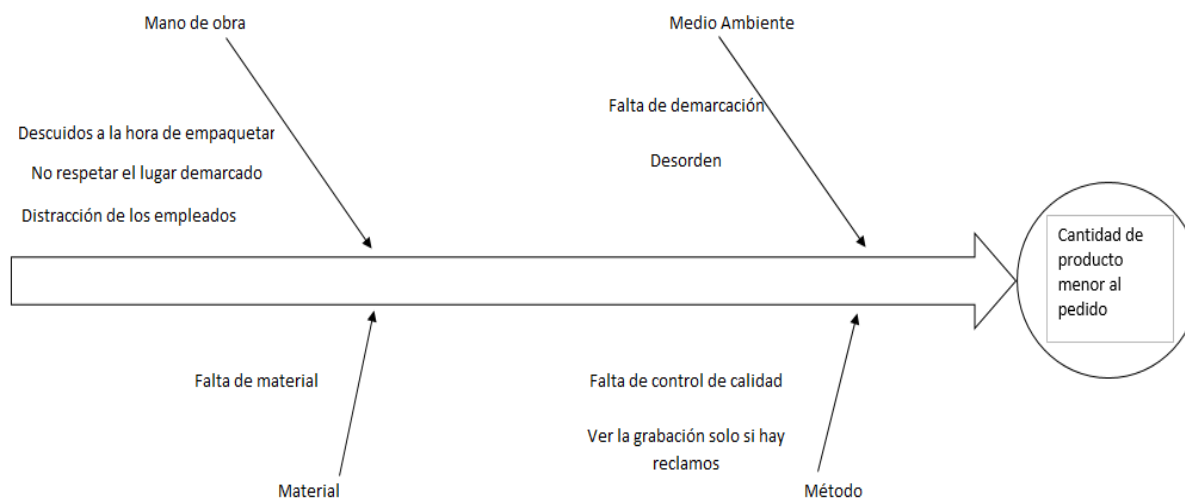 Mano de obra
Medio Ambiente
Descuidos a la hora de empaquetar
No respetar el lugar demarcado
Distracción de los empleados
Falta de demarcación
Desorden
Cantidad de
producto
menor al
pedido
Falta de material
Material
Falta de control de calidad
Ver la grabación solo si hay
reclamos
Método